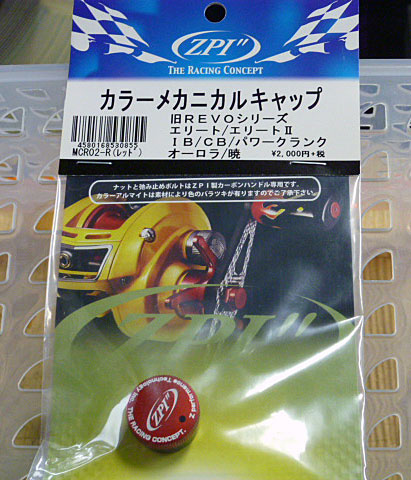 ZPI"
THE RACING CONCEPT
カラーメカニカルキャップ
旧REVOシリーズ
エリート/エリートⅡ
IB/CB/パワークランク
オーロラ/暁
¥2,000円+税
4580168530855
MCR02-R(ﾚｯﾄﾞ)
ナットと弛み止めボルトはZPI製カーボンハンドル専用です。
カラーアルマイトは素材により色のバラツキが有りますのでご了承下さい。
ZPI"
ZPI"
Z performance Technology Inc.
THE RACING CONCEPT.